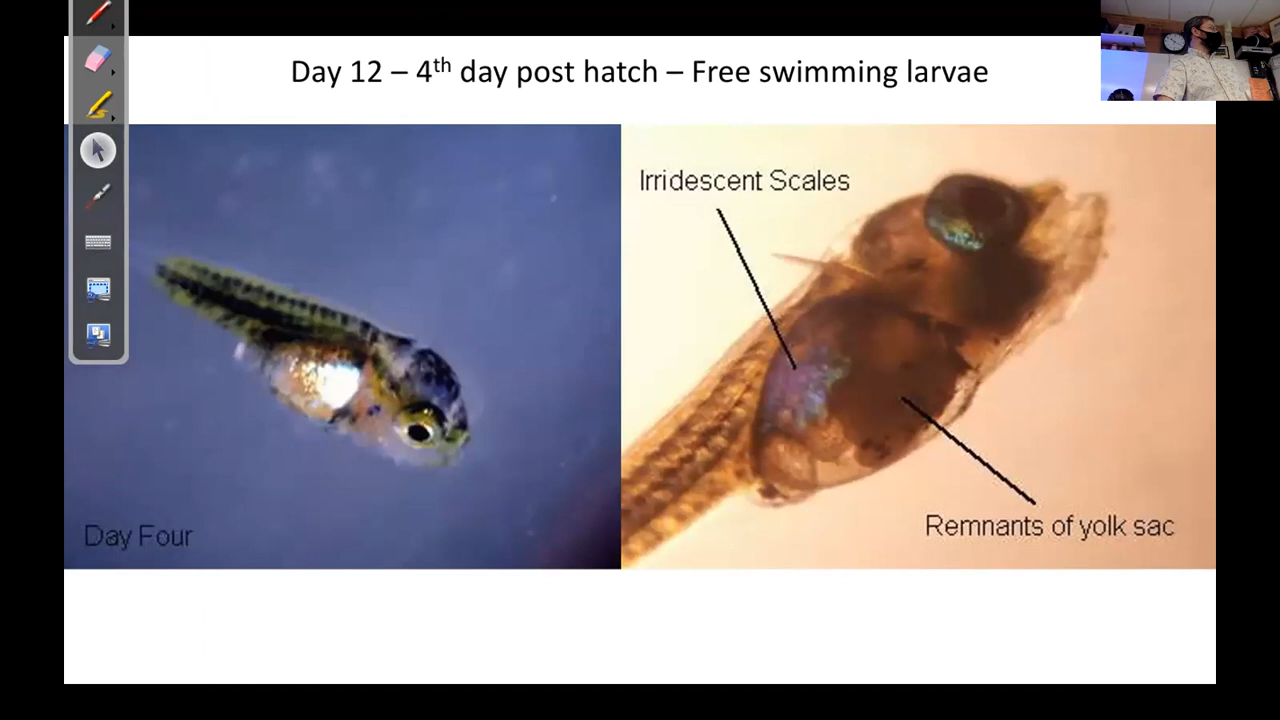 Day 12 – 4th day post hatch – Free swimming larvae
Irridescent Scales
Day Four
Remnants of yolk sac